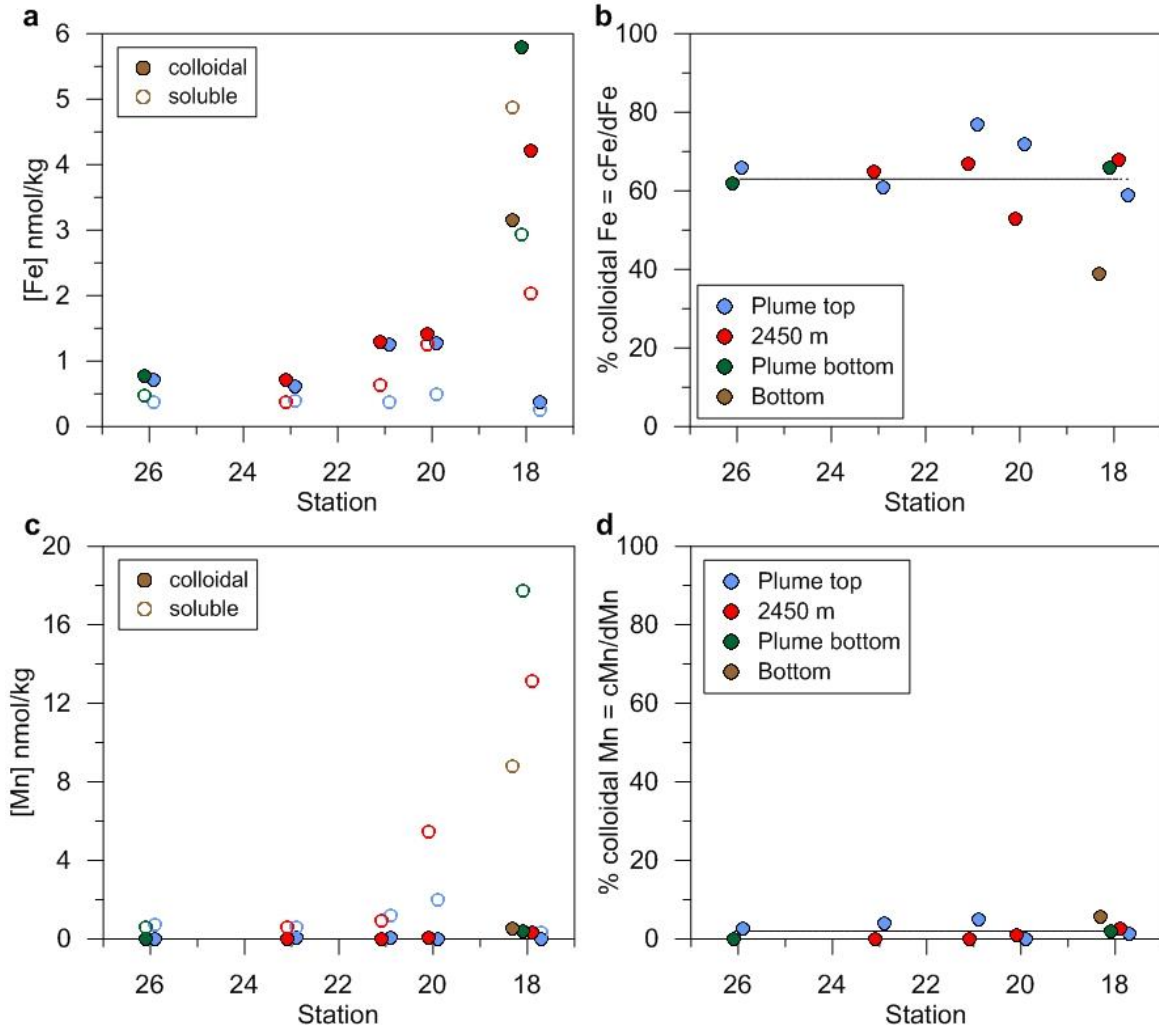 a
[Fe] nmol/kg
6
5
4
3
2
1
0
colloidal
soluble
26 24 22 20 18
Station
b
% colloidal Fe = cFe/dFe
100
80
60
40
20
0
Plume top
2450 m
Plume bottom
Bottom
26 24 22 20 18
Station
c
[Mn] nmol/kg
20
16
12
8
4
0
colloidal
soluble
26 24 22 20 18
Station
d
% colloidal Mn = cMn/dMn
100
80
60
40
20
0
Plume top
2450 m
Plume bottom
Bottom
26 24 22 20 18
Station